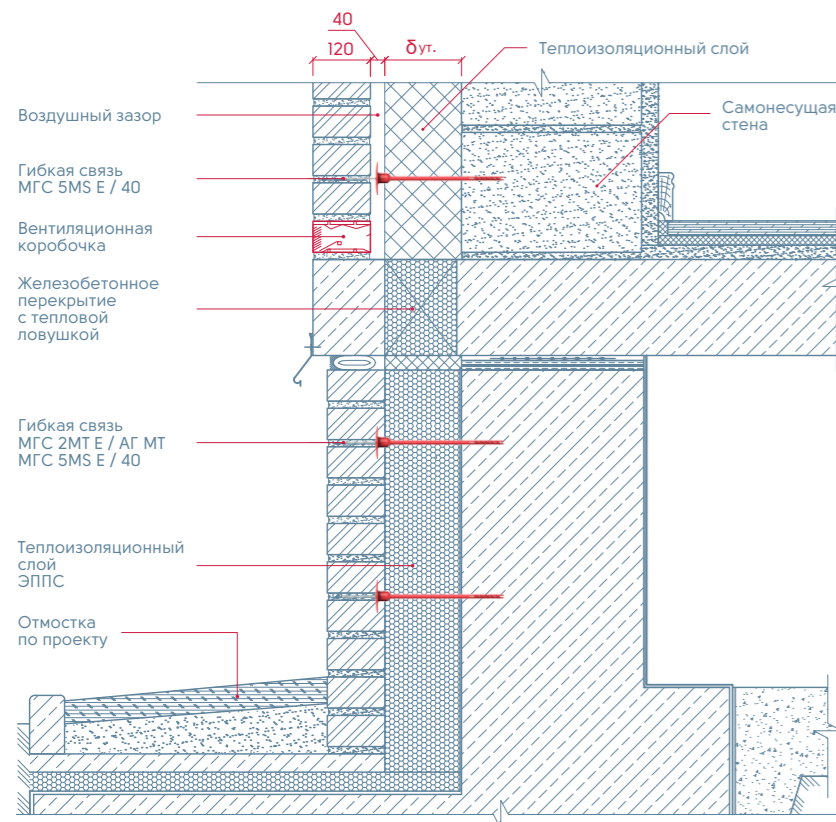 40
120
δут.
Теплоизоляционный слой
Воздушный зазор
Самонесущая
стена
Гибкая связь
МГС 5MS E / 40
Вентиляционная
коробочка
Железобетонное
перекрытие
с тепловой
ловушкой
Гибкая связь
МГС 2МТ Е / АГ МТ
МГС 5MS E / 40
Теплоизоляционный
слой
ЭППС
Отмостка
по проекту